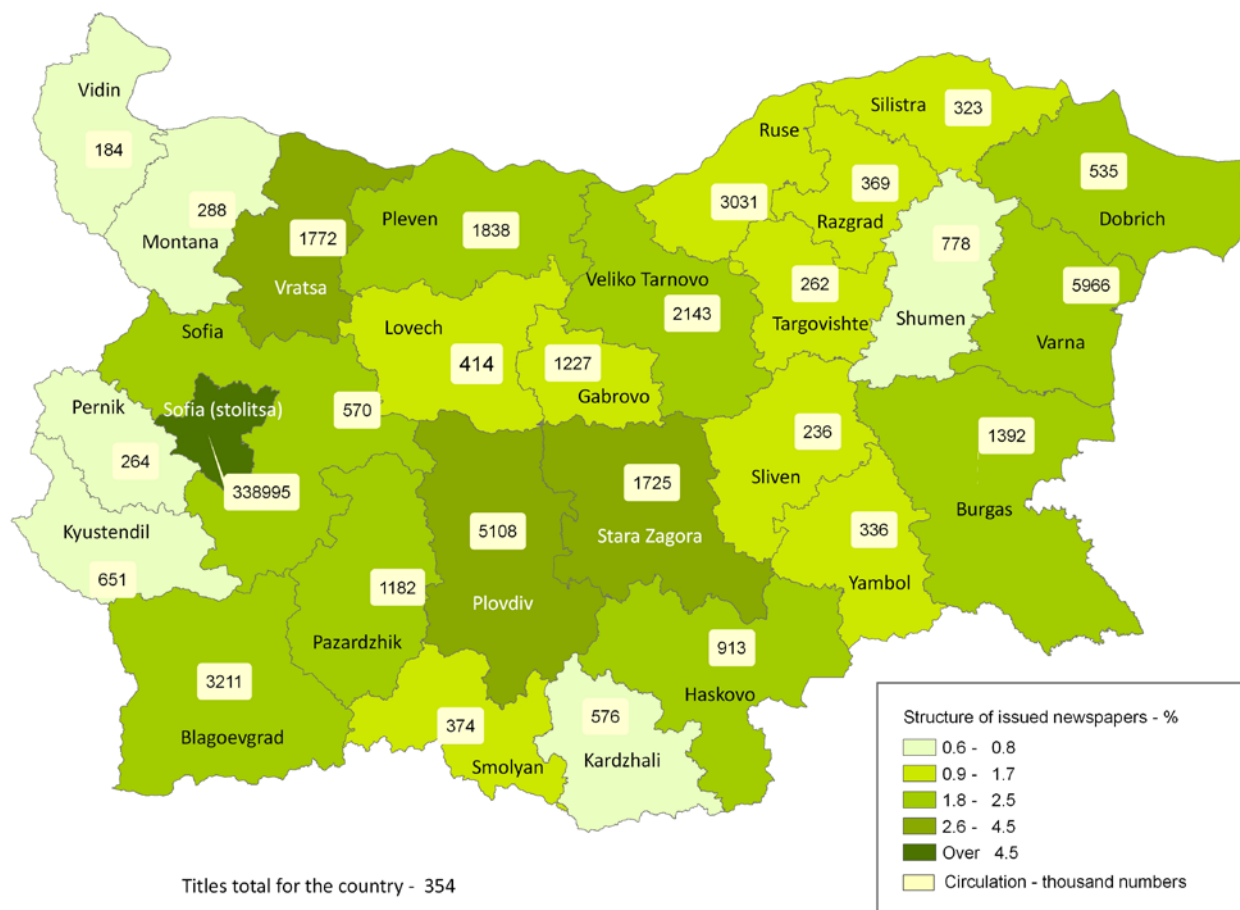 Vidin
184
Montana
288
Vratsa
1772
Pleven
1838
Veliko Tarnovo
2143
Ruse
3031
Silistra
323
Razgrad
369
Targovishte
262
Shumen
778
Dobrich
535
Varna
5966
Lovech
414
Gabrovo
1227
Sofia
570
Sofia (stolitsa)
338995
Pernik
264
Kyustendil
651
Blagoevgrad
3211
Pazardzhik
1182
Plovdiv
5108
Stara Zagora
1725
Sliven
236
Yambol
336
Burgas
1392
Haskovo
913
Smolyan
374
Kardzhali
576
Structure of issued newspapers - %
0.6 - 0.8
0.9 - 1.7
1.8 - 2.5
2.6 - 4.5
Over 4.5
Circulation - thousand numbers
Titles total for the country - 354